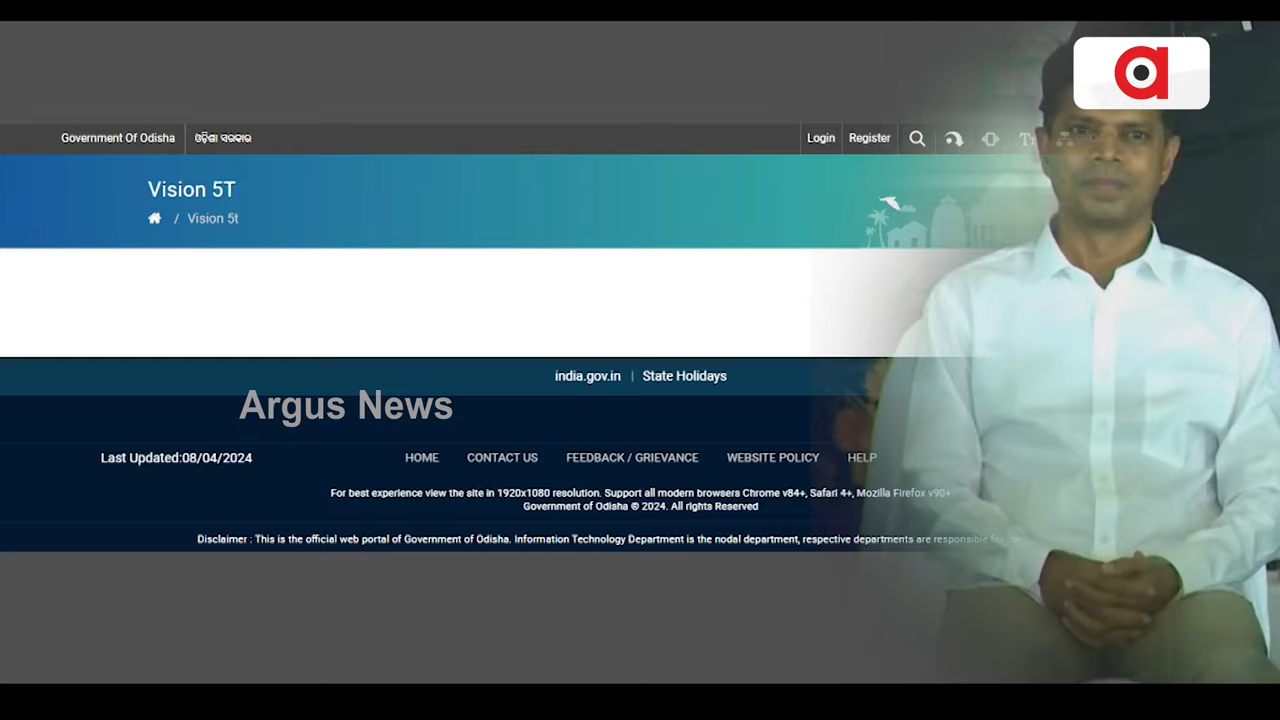 Government Of Odisha
ଓଡ଼ିଶା ସରକାର
Login
Register
Vision 5T
/ Vision 5t
india.gov.in | State Holidays
Argus News
Last Updated:08/04/2024
HOME
CONTACT US
FEEDBACK / GRIEVANCE
WEBSITE POLICY
HELP
For best experience view the site in 1920x1080 resolution. Support all modern browsers Chrome v84+, Safari 4+, Mozilla Firefox v90+
Government of Odisha © 2024. All rights Reserved
Disclaimer : This is the official web portal of Government of Odisha. Information Technology Department is the nodal department, respective departments are responsible for the